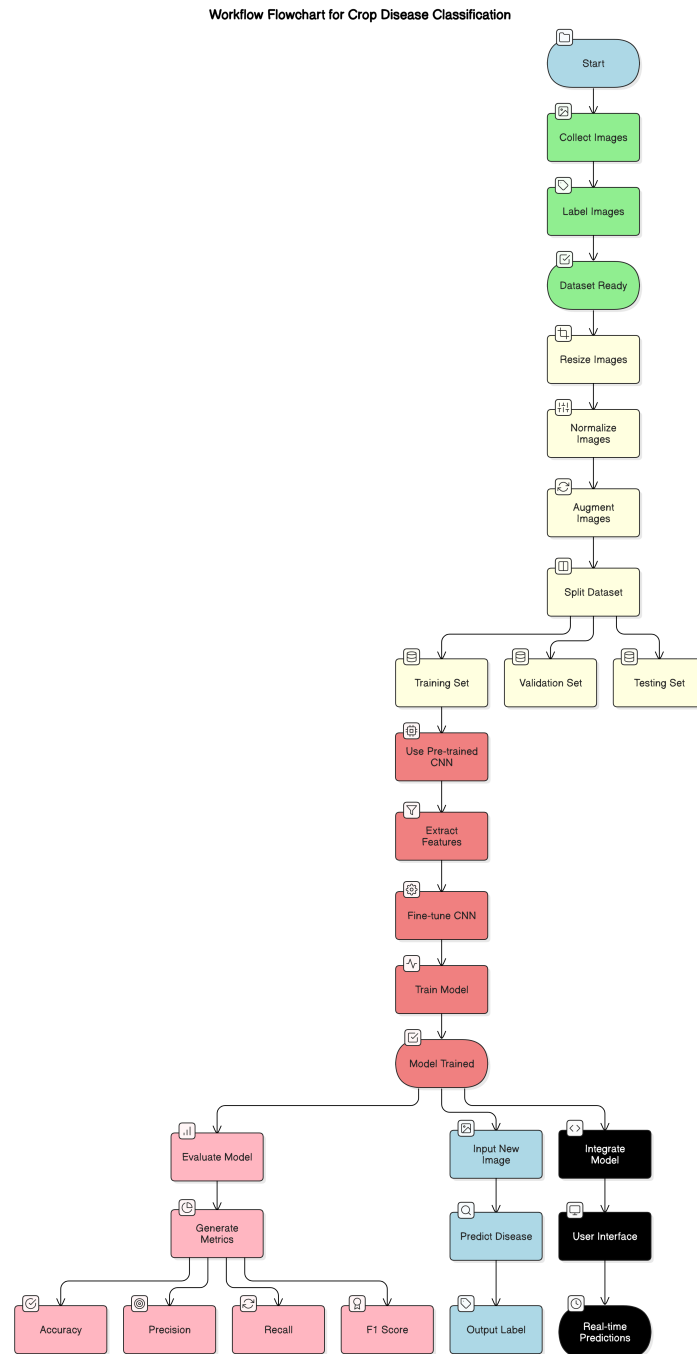 Workflow Flowchart for Crop Disease Classification
Start
Collect Images
Label Images
Dataset Ready
Resize Images
Normalize
Images
Augment
Images
Split Dataset
Training Set
Validation Set
Testing Set
Use Pre-trained
CNN
Extract
Features
Fine-tune CNN
Train Model
Model Trained
Evaluate Model
Input New
Image
Integrate
Model
Generate
Metrics
Predict Disease
User Interface
Accuracy
Precision
Recall
F1 Score
Output Label
Real-time
Predictions